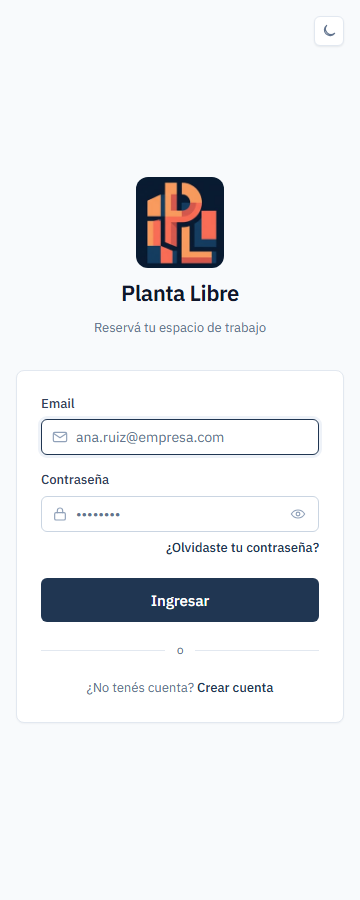 PL
Planta Libre
Reservá tu espacio de trabajo
Email
ana.ruiz@empresa.com
Contraseña
••••••••
¿Olvidaste tu contraseña?
Ingresar
o
¿No tenés cuenta? Crear cuenta